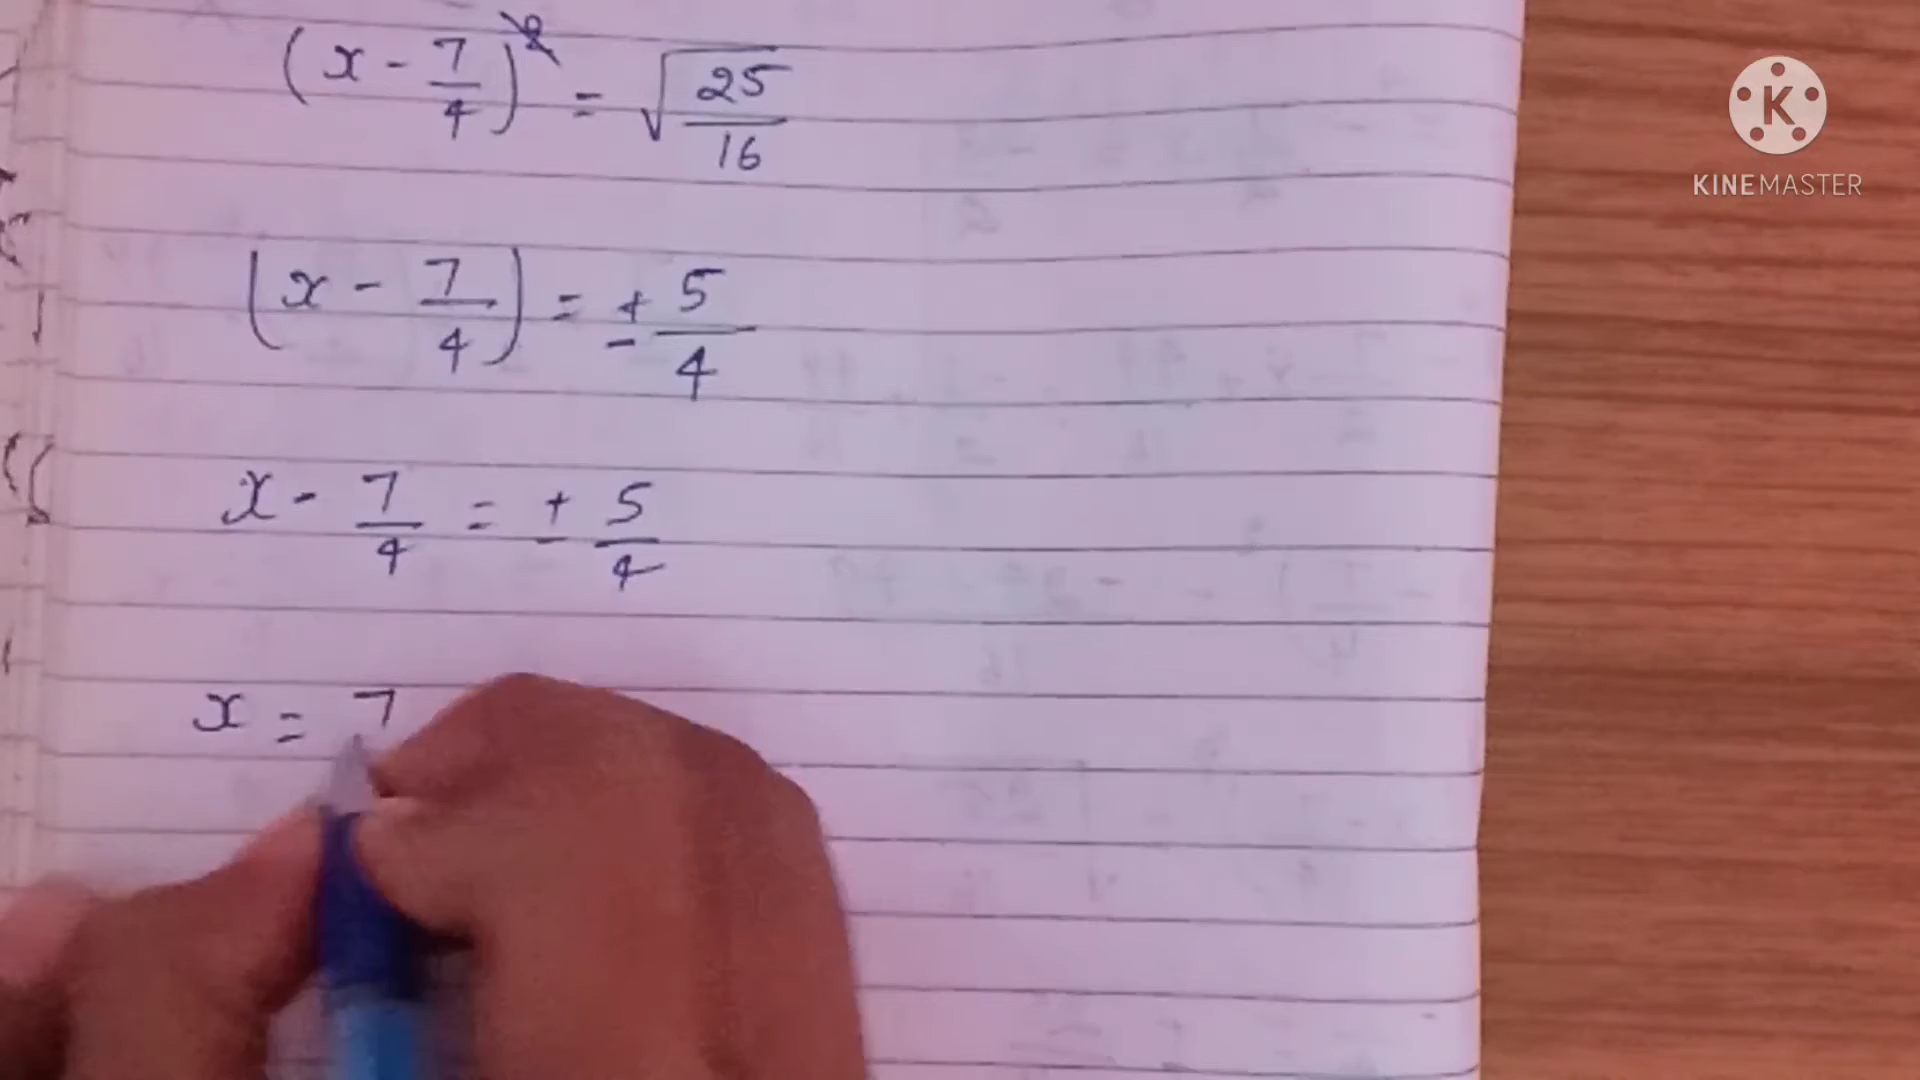 (x - 7/4)^2 = √25/16
(x - 7/4) = ± 5/4
x - 7/4 = ± 5/4
x = 7
K
KINEMASTER